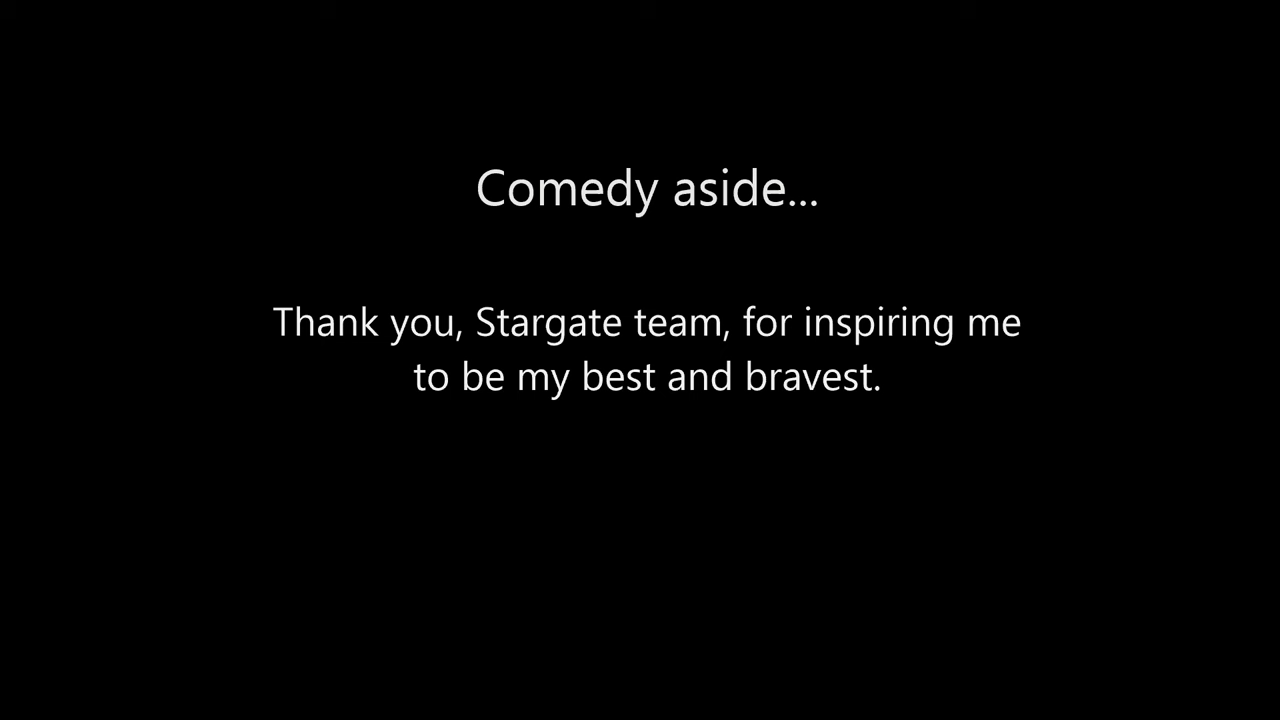 Comedy aside...
Thank you, Stargate team, for inspiring me
to be my best and bravest.